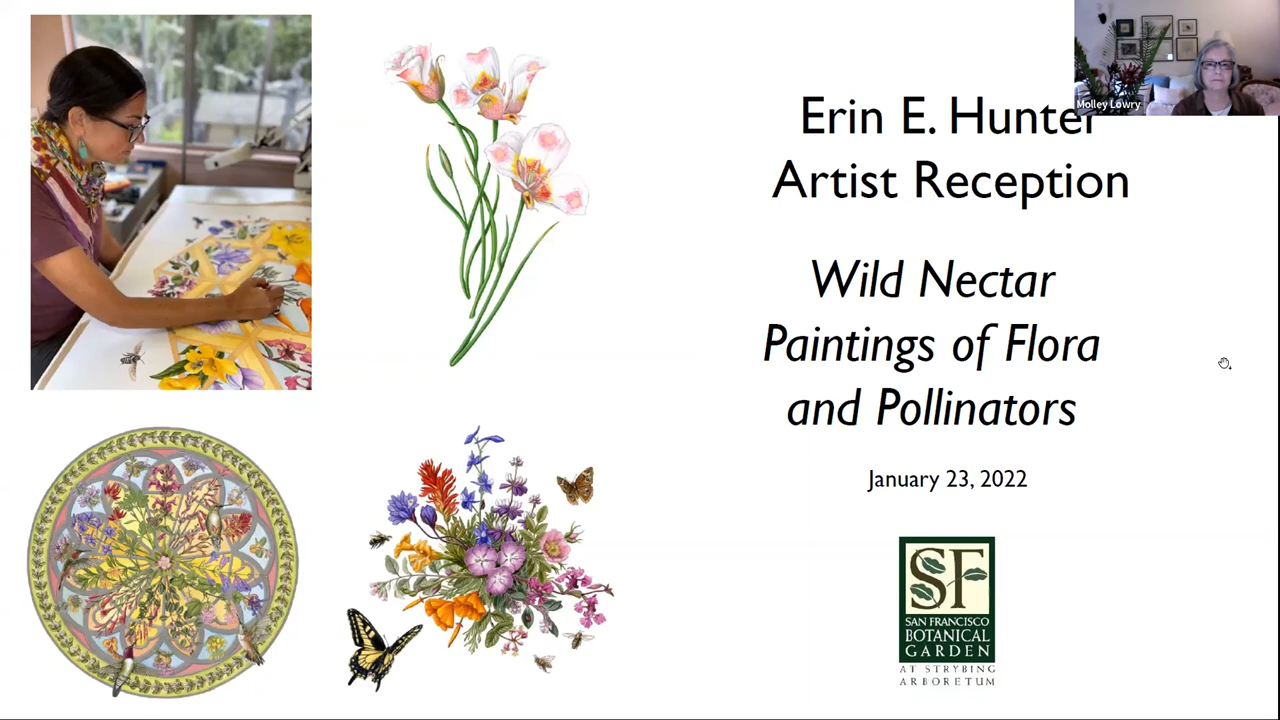 Molley Lowry
Erin E. Hunter
Artist Reception
Wild Nectar
Paintings of Flora
and Pollinators
January 23, 2022
SF
SAN FRANCISCO
BOTANICAL
GARDEN
AT STRYBING
ARBORETUM